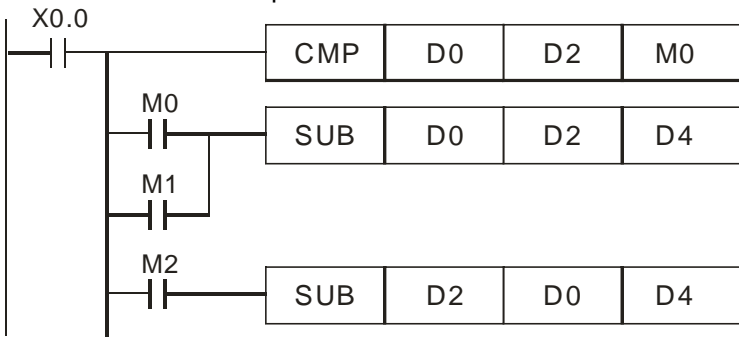 X0.0
CMP D0 D2 M0
M0
SUB D0 D2 D4
M1
M2
SUB D2 D0 D4